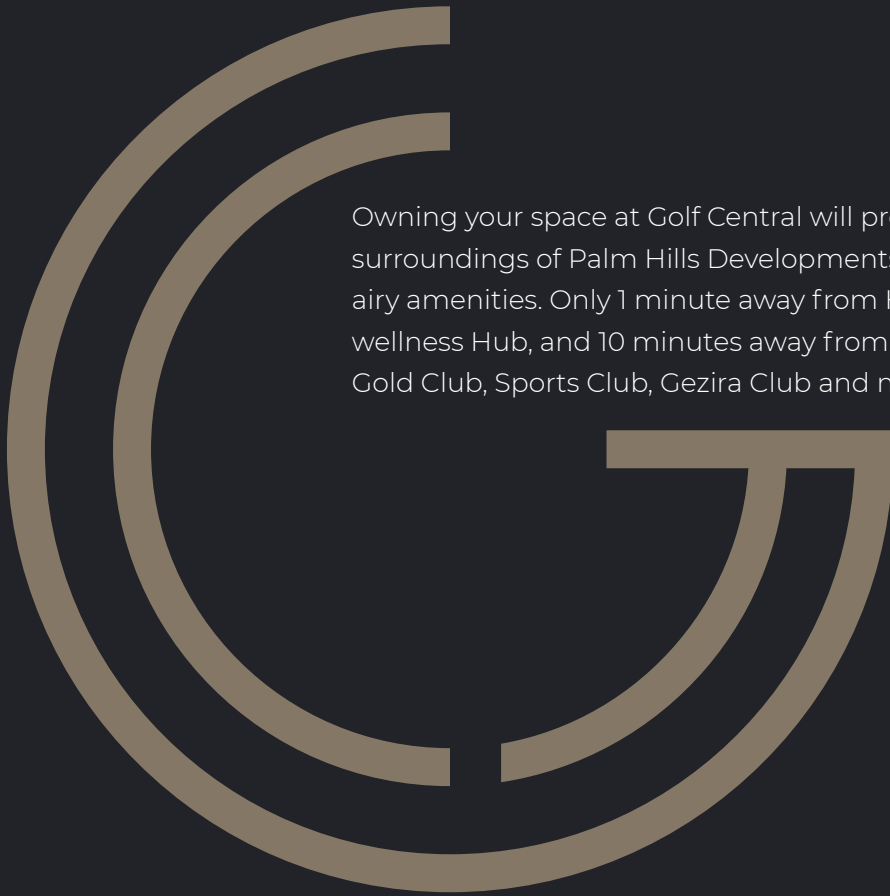 Owning your space at Golf Central will
surroundings of Palm Hills Developments
airy amenities. Only 1 minute away from
wellness Hub, and 10 minutes away from
Gold Club, Sports Club, Gezira Club and